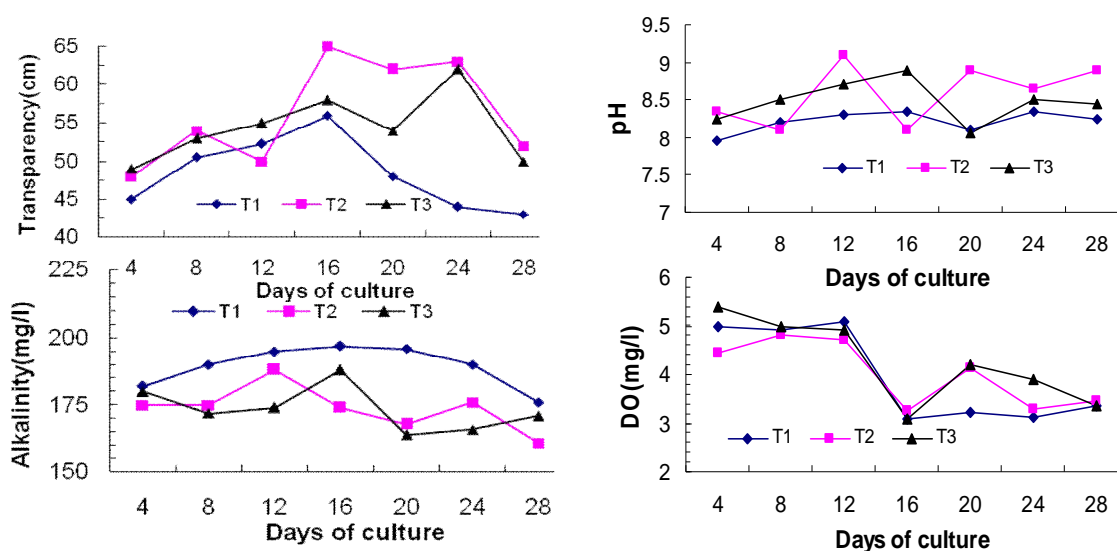 Transparency(cm)
65
60
55
50
45
40
T1 T2 T3
4 8 12 16 20 24 28
Days of culture
pH
9.5
9
8.5
8
7.5
7
T1 T2 T3
4 8 12 16 20 24 28
Days of culture
Alkalinity(mg/l)
225
200
175
150
T1 T2 T3
4 8 12 16 20 24 28
Days of culture
DO(mg/l)
6
5
4
3
2
T1 T2 T3
4 8 12 16 20 24 28
Days of culture